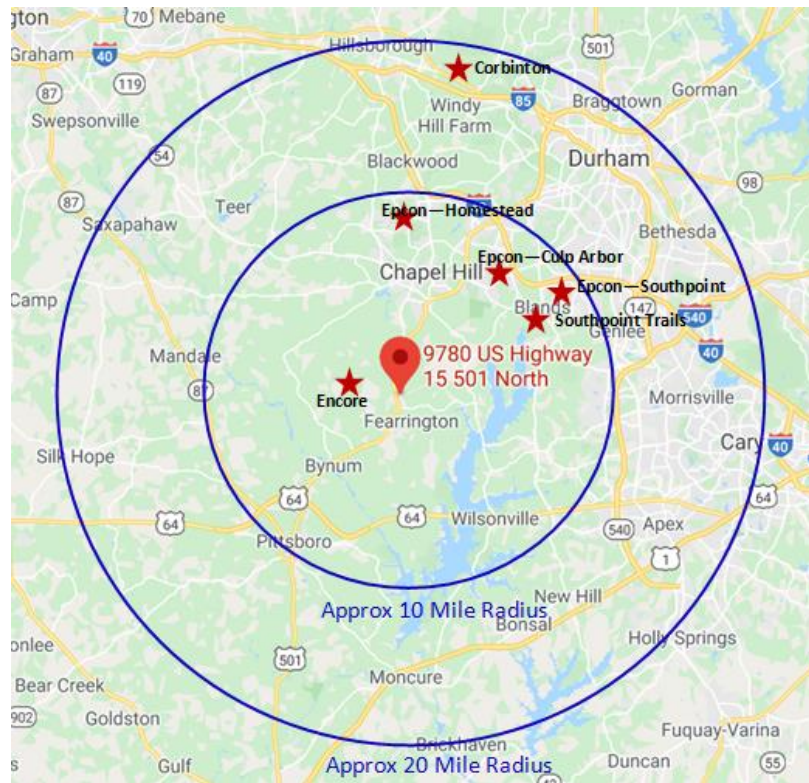 gton
70
Mebane
Hillsborough
501
Graham
40
Corbinton
119
87
Windy
Hill Farm
85
Braggtown
Gorman
Swepsonville
54
Blackwood
Durham
98
87
Teer
Saxapahaw
Epcon—Homestead
Bethesda
Epcon—Culp Arbor
Chapel Hill
Camp
Epcon—Southpoint
Blands
147
540
Southpoint Trails
Genlee
Mandale
9780 US Highway
15 501 North
40
87
Encore
Morrisville
Fearrington
Cary
40
Silk Hope
Bynum
64
64
64
64
Wilsonville
540
Apex
Pittsboro
1
Approx 10 Mile Radius
New Hill
Bonsal
onlee
501
Holly Springs
Moncure
Bear Creek
902
Goldston
Fuquay-Varina
Brickhaven
s
Gulf
Approx 20 Mile Radius
Duncan
55